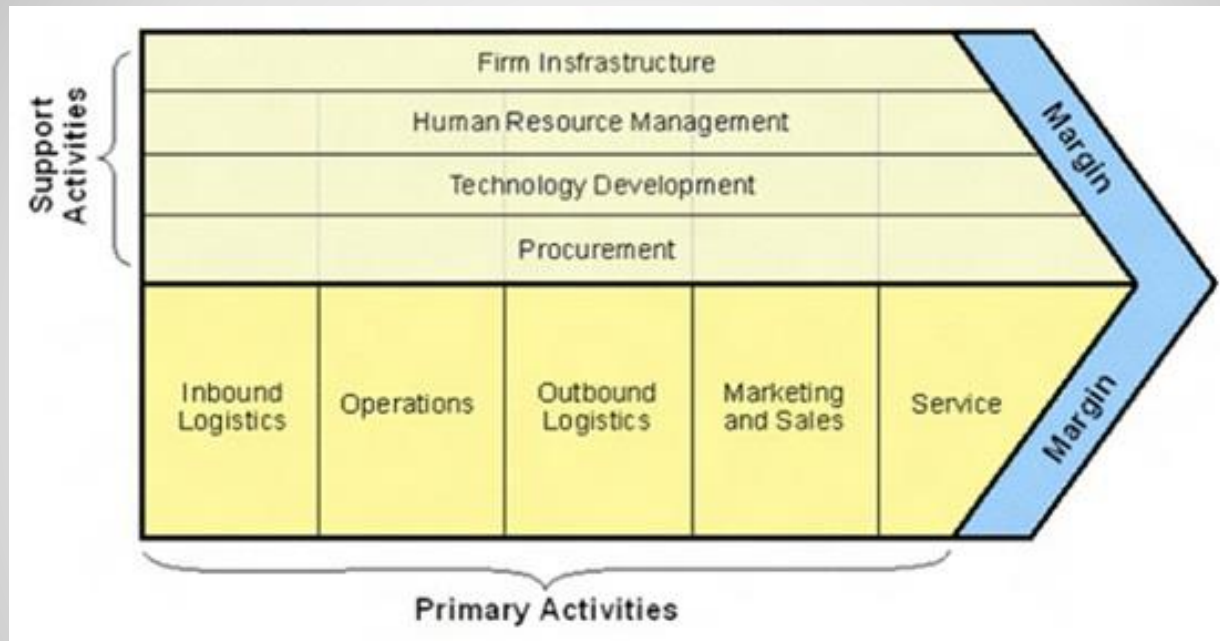 Support
Activities
Firm Insfrastructure
Human Resource Management
Technology Development
Procurement
Margin
Inbound
Logistics
Operations
Outbound
Logistics
Marketing
and Sales
Service
Margin
Primary Activities